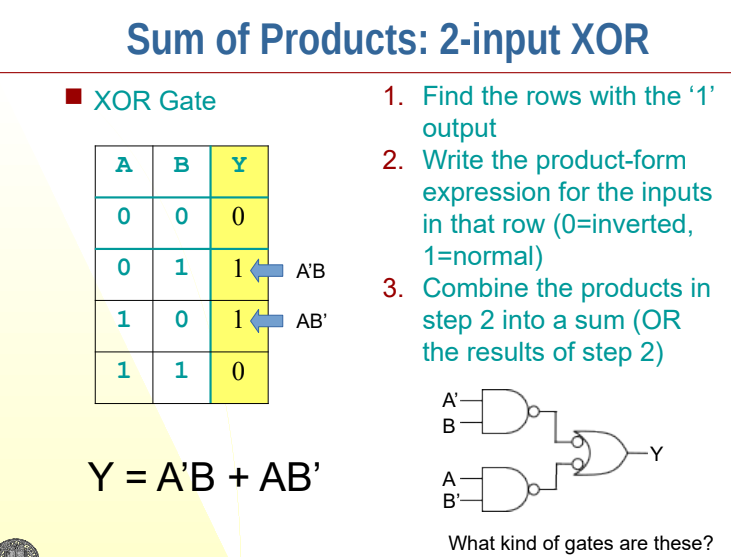 Sum of Products: 2-input XOR
XOR Gate
A B Y
0 0 0
0 1 1 A’B
1 0 1 AB’
1 1 0
Y = A’B + AB’
1. Find the rows with the ‘1’
output
2. Write the product-form
expression for the inputs
in that row (0=inverted,
1=normal)
3. Combine the products in
step 2 into a sum (OR
the results of step 2)
A’
B
Y
A
B’
What kind of gates are these?